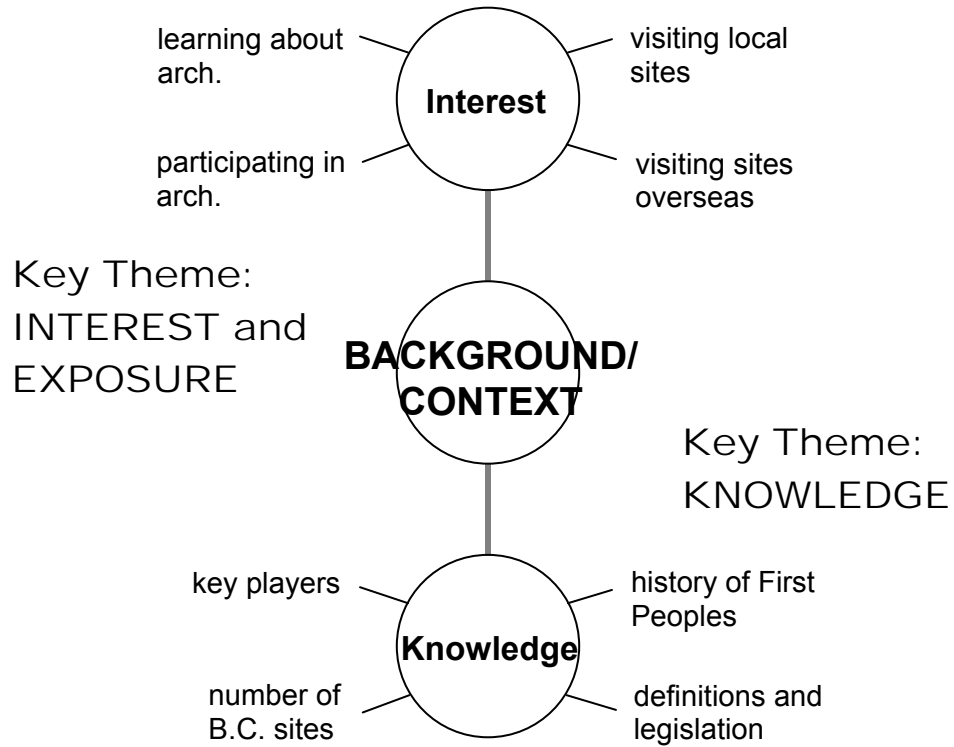 learning about
arch.
visiting local
sites
Interest
participating in
arch.
visiting sites
overseas
Key Theme:
INTEREST and
EXPOSURE
BACKGROUND/
CONTEXT
Key Theme:
KNOWLEDGE
key players
history of First
Peoples
Knowledge
number of
B.C. sites
definitions and
legislation